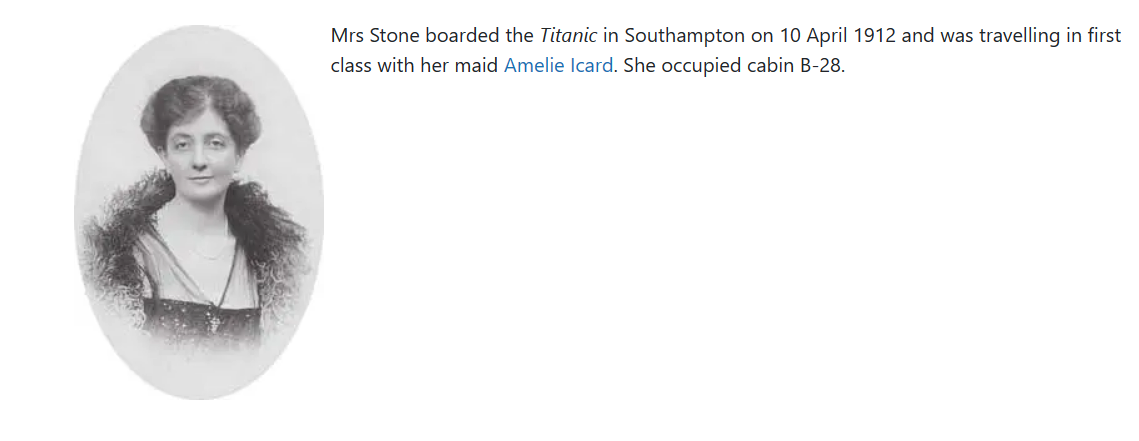 Mrs Stone boarded the Titanic in Southampton on 10 April 1912 and was travelling in first
class with her maid Amelie Icard. She occupied cabin B-28.